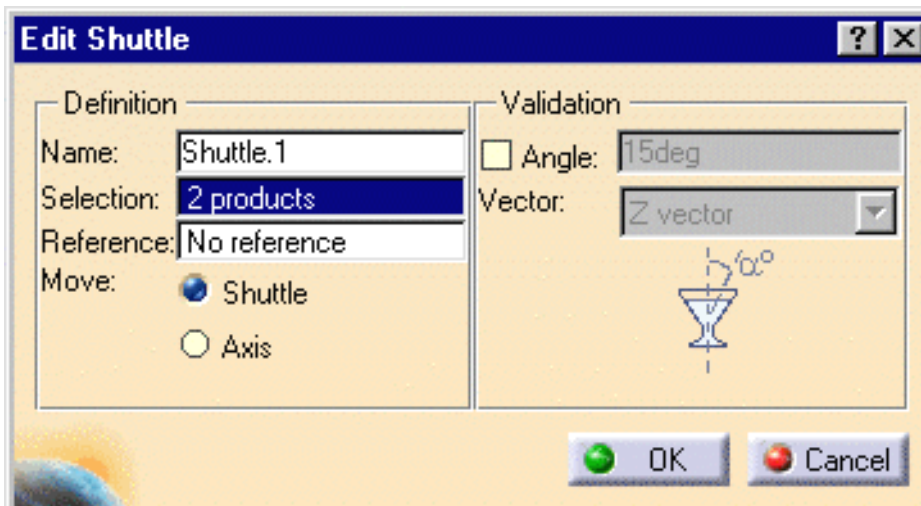 Edit Shuttle
Definition
Name: Shuttle.1
Selection: 2 products
Reference: No reference
Move: Shuttle
Axis
Validation
Angle: 15deg
Vector: Z vector
α°
OK Cancel